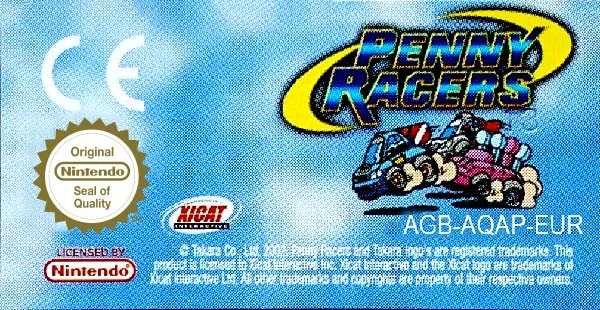 CE
PENNY
RACERS
Original
Nintendo
Seal of
Quality
XICAT
INTERACTIVE
AGB-AQAP-EUR
LICENSED BY
Nintendo
© Takara Co., Ltd. 2002. Penny Racers and Takara logo's are registered trademarks. This
product is licensed to Xicat Interactive Inc. Xicat Interactive and the Xicat logo are trademarks of
Xicat Interactive Ltd. All other trademarks and copyrights are property of their respective owners.